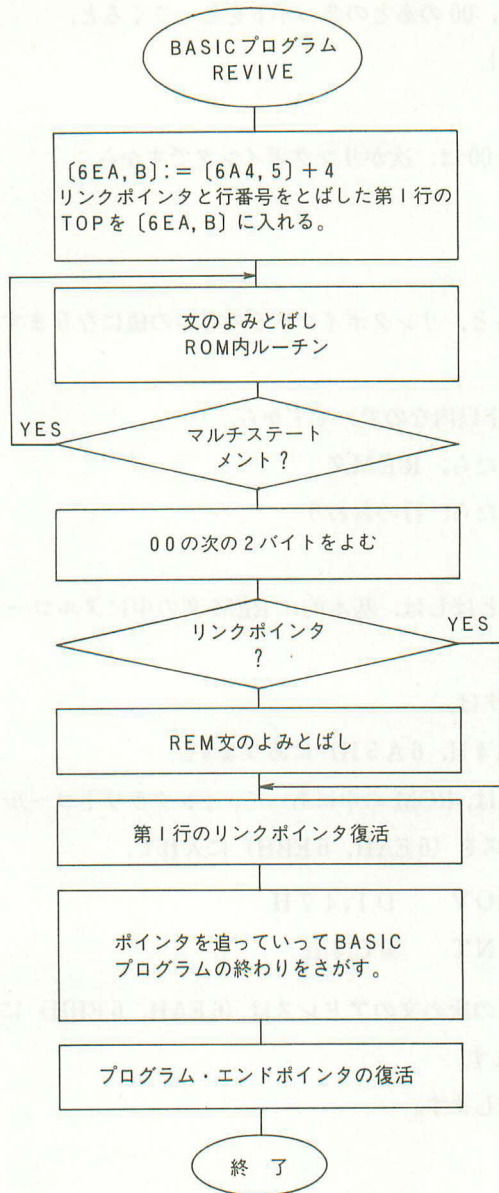 BASICプログラム
REVIVE
〔6EA,B〕:=〔6A4,5〕+4
リンクポインタと行番号をとばした第1行の
TOPを〔6EA,B〕に入れる。
文のよみとばし
ROM内ルーチン
YES
マルチステート
メント?
00の次の2バイトをよむ
YES
リンクポインタ
?
REM文のよみとばし
第1行のリンクポインタ復活
ポインタを追っていってBASIC
プログラムの終わりをさがす。
プログラム・エンドポインタの復活
終了